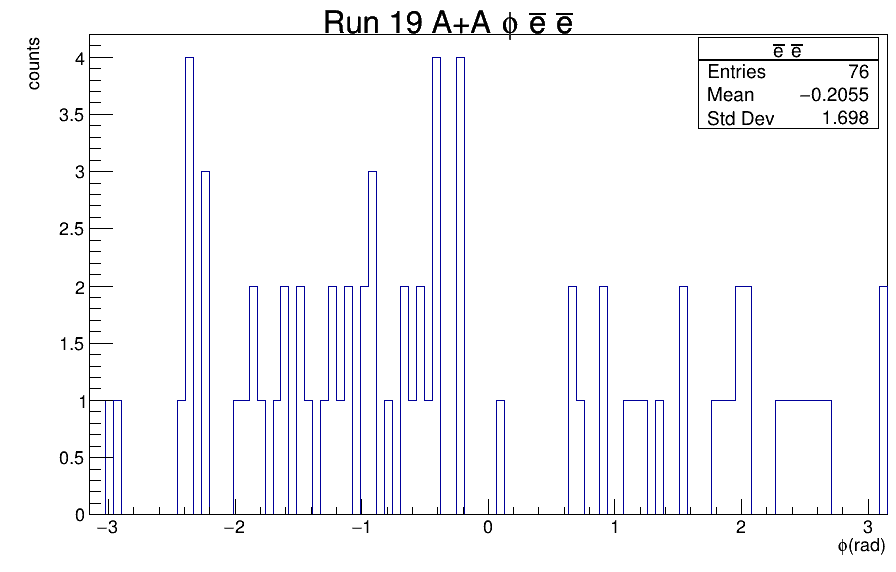 Run 19 A+A ϕ e̅ e̅
counts
e̅ e̅
Entries 76
Mean −0.2055
Std Dev 1.698
4
3.5
3
2.5
2
1.5
1
0.5
0
−3 −2 −1 0 1 2 3
ϕ(rad)